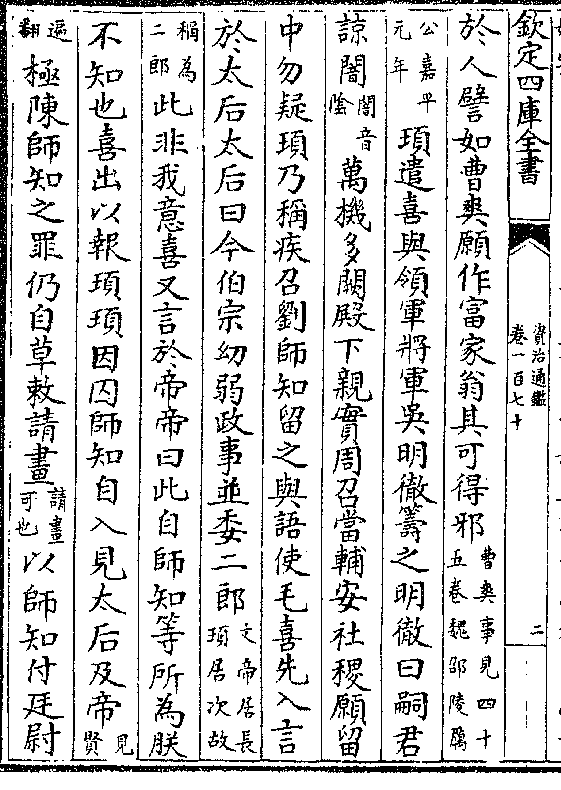 欽定四庫全書
資治通鑑
卷一百七十
二
於人譬如曹爽願作富家翁其可得邪曹爽事見四十五卷魏邵陵厲
公嘉平元年頊遣喜與領軍將軍吳明徹籌之明徹曰嗣君
諒闇闇音陰萬機多闕殿下親實周召當輔安社稷願留
中勿疑頊乃稱疾召劉師知留之與語使毛喜先入言
於太后太后曰今伯宗幼弱政事並委二郎文帝居長頊居次故
稱為二郎此非我意喜又言於帝帝曰此自師知等所為朕
不知也喜出以報頊頊因囚師知自入見太后及帝見賢
遍翻極陳師知之罪仍自草敕請畫請畫可也以師知付廷尉